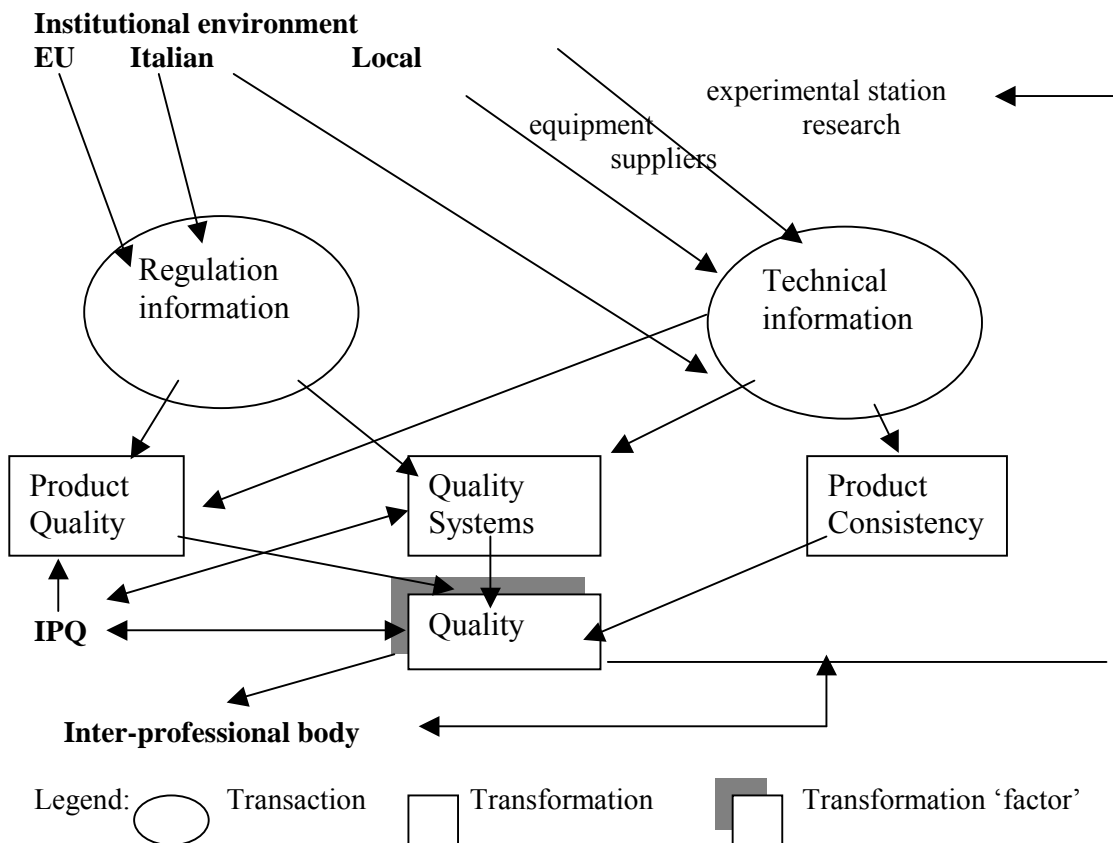 Institutional environment
EU Italian Local
experimental station
research
equipment
suppliers
Regulation
information
Technical
information
Product
Quality
Quality
Systems
Product
Consistency
IPQ
Quality
Inter-professional body
Legend: Transaction Transformation Transformation ‘factor’